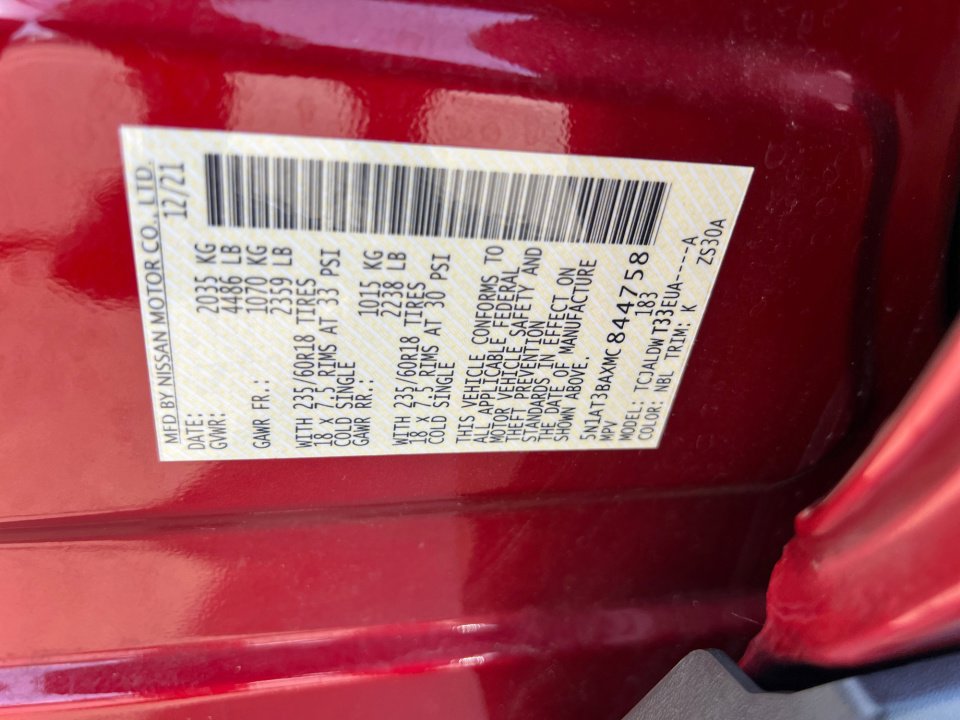 MFD BY NISSAN MOTOR CO., LTD.
DATE: 12/21
GVWR: 2035 KG
4486 LB
GAWR FR.: 1070 KG
2359 LB
WITH 235/60R18 TIRES
18 X 7.5 RIMS AT 33 PSI
COLD SINGLE
GAWR RR.: 1015 KG
2238 LB
WITH 235/60R18 TIRES
18 X 7.5 RIMS AT 30 PSI
COLD SINGLE
THIS VEHICLE CONFORMS TO
ALL APPLICABLE FEDERAL
MOTOR VEHICLE SAFETY AND
THEFT PREVENTION
STANDARDS IN EFFECT ON
THE DATE OF MANUFACTURE
SHOWN ABOVE.
5N1AT3BAXMC844758
MPV 183
MODEL: TCJALDWT33EUA-----A
COLOR: NBL TRIM: K ZS30A